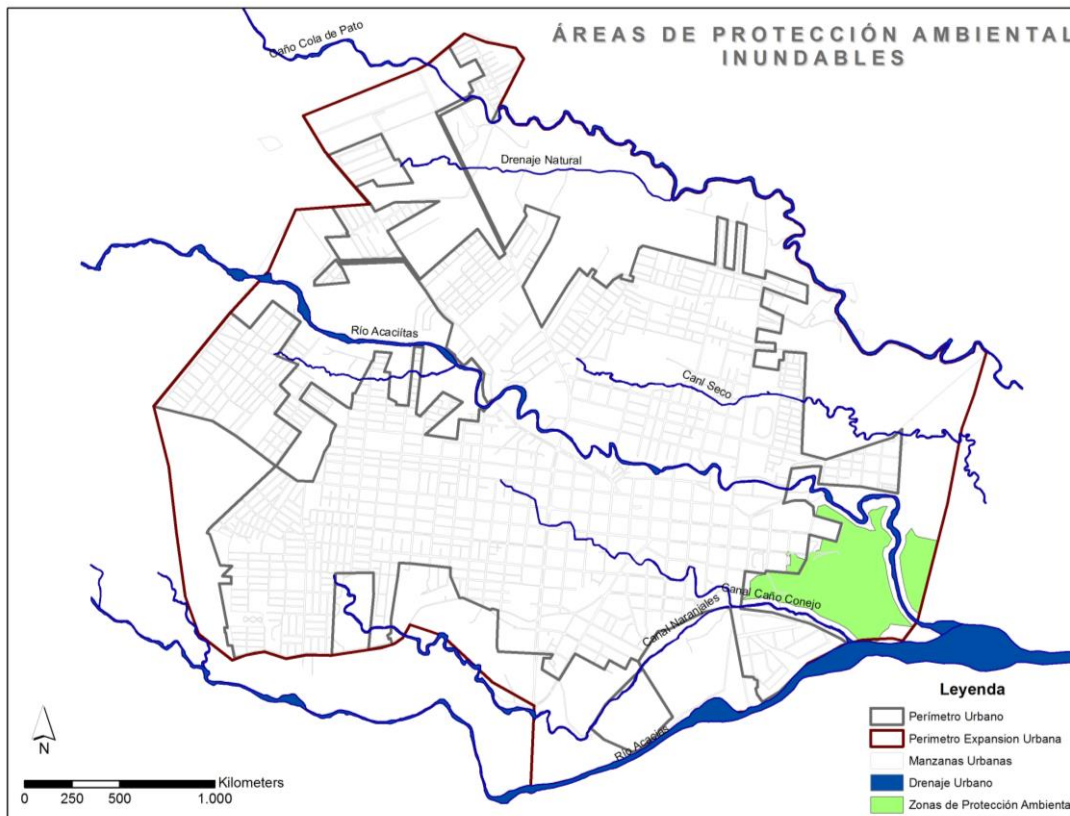 ÁREAS DE PROTECCIÓN AMBIENTAL
INUNDABLES
Caño Cola de Pato
Drenaje Natural
Río Acaciítas
Canl Seco
Canal Caño Conejo
Canal Naranjales
Río Acacias
Leyenda
Perímetro Urbano
Perimetro Expansion Urbana
Manzanas Urbanas
Drenaje Urbano
Zonas de Protección Ambienta
N
Kilometers
0 250 500 1.000